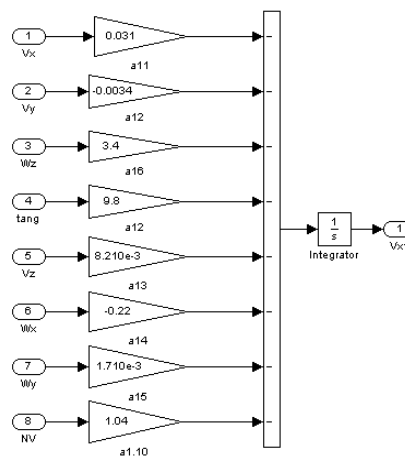 1
0.031
Vx
a11
2
-0.0034
Vy
a12
3
3.4
Wz
a16
4
9.8
tang
a12
1
1
s
Integrator
Vx1
5
8.210e-3
Vz
a13
6
-0.22
Wx
a14
7
1.710e-3
Wy
a15
8
1.04
NV
a1.10